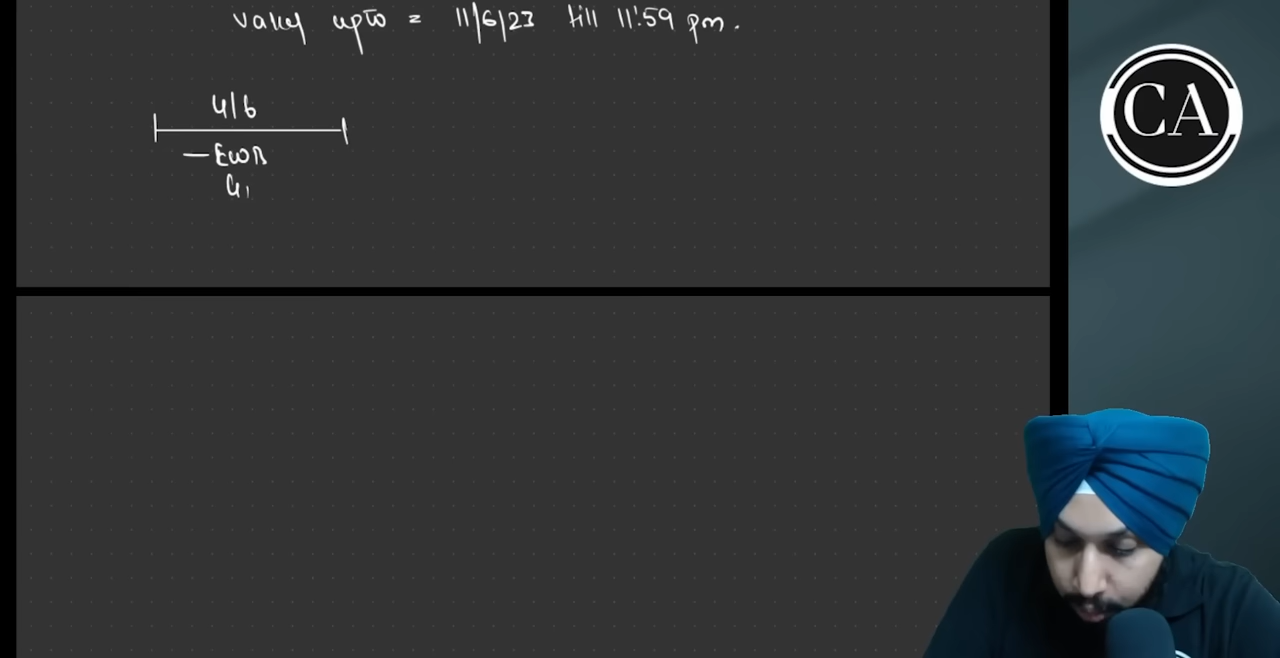 valid upto = 11/6/23 till 11:59 pm.
CA
4/6
— EWB
G,